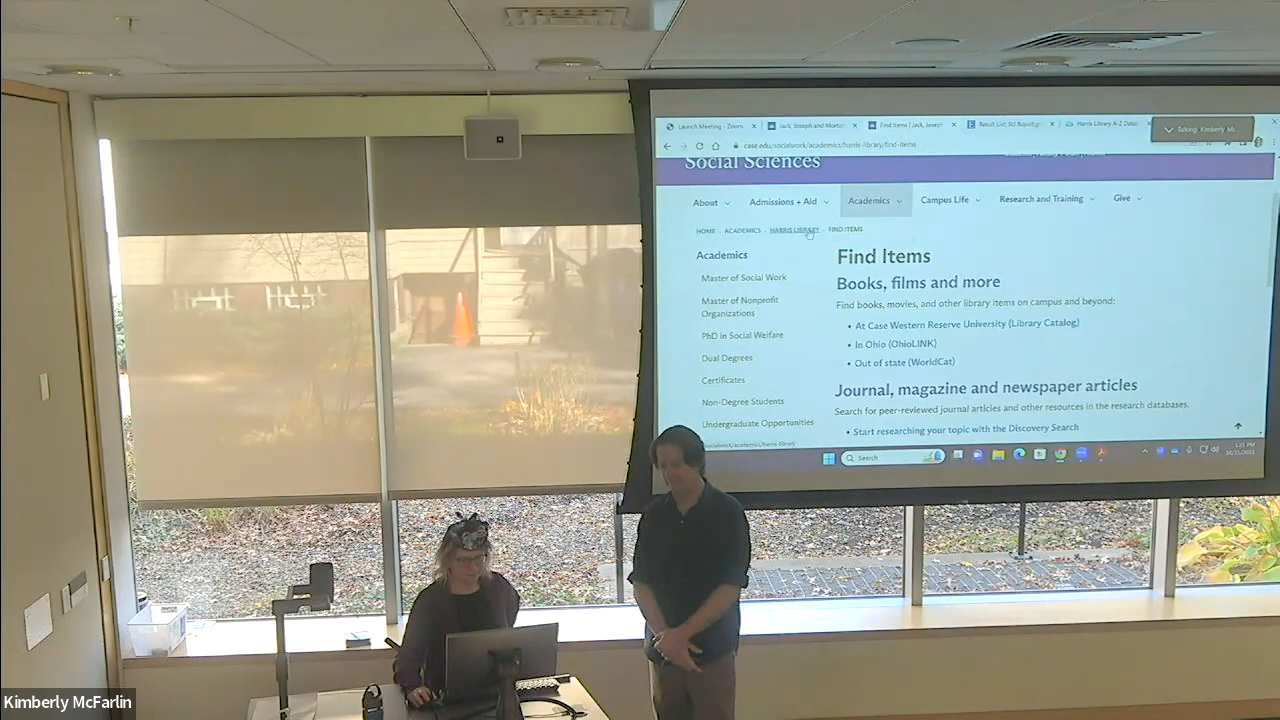 Launch Meeting - Zoom
Jack, Joseph and Morton
Find Items | Jack, Joseph
Harris Library A-Z Data
Talking: Kimberly Mc...
case.edu/socialwork/academics/harris-library/find-items
Social Sciences
About
Admissions + Aid
Academics
Campus Life
Research and Training
Give
HOME
ACADEMICS
HARRIS LIBRARY
FIND ITEMS
Academics
Master of Social Work
Master of Nonprofit
Organizations
PhD in Social Welfare
Dual Degrees
Certificates
Non-Degree Students
Undergraduate Opportunities
Find Items
Books, films and more
Find books, movies, and other library items on campus and beyond:
• At Case Western Reserve University (Library Catalog)
• In Ohio (OhioLINK)
• Out of state (WorldCat)
Journal, magazine and newspaper articles
Search for peer-reviewed journal articles and other resources in the research databases.
• Start researching your topic with the Discovery Search
Search
Kimberly McFarlin